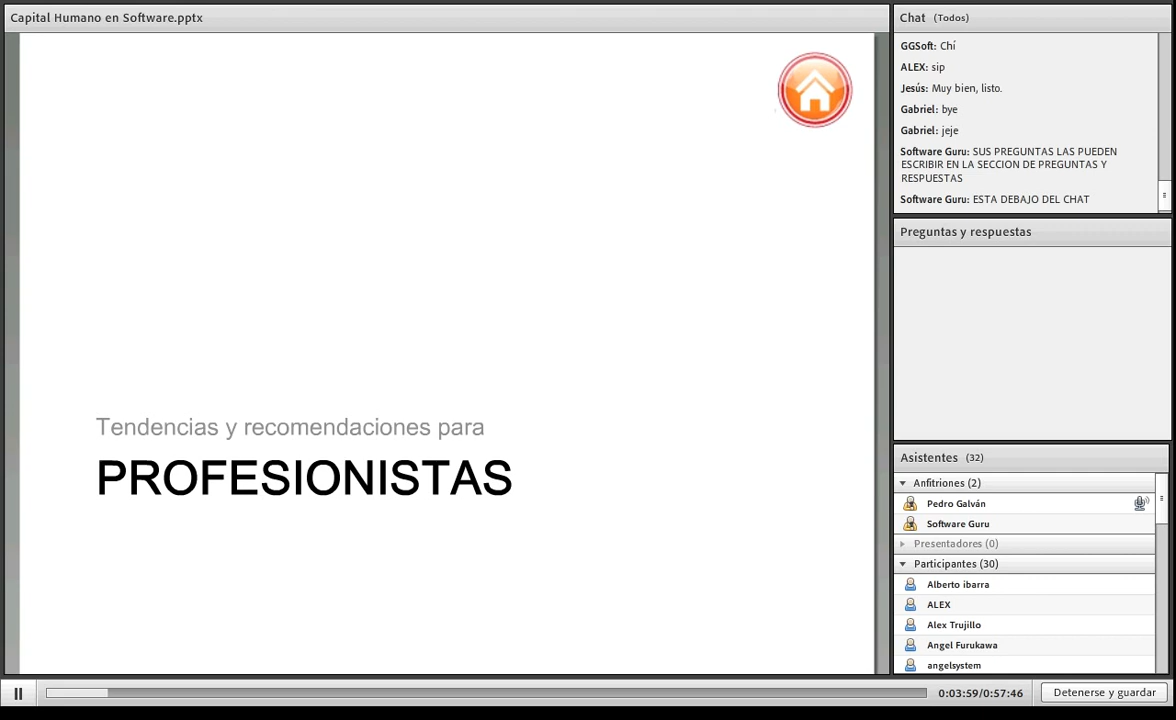 Capital Humano en Software.pptx
Tendencias y recomendaciones para
PROFESIONISTAS
Chat (Todos)
GGSoft: Chí
ALEX: sip
Jesús: Muy bien, listo.
Gabriel: bye
Gabriel: jeje
Software Guru: SUS PREGUNTAS LAS PUEDEN
ESCRIBIR EN LA SECCION DE PREGUNTAS Y
RESPUESTAS
Software Guru: ESTA DEBAJO DEL CHAT
Preguntas y respuestas
Asistentes (32)
Anfitriones (2)
Pedro Galván
Software Guru
Presentadores (0)
Participantes (30)
Alberto ibarra
ALEX
Alex Trujillo
Angel Furukawa
angelsystem
0:03:59/0:57:46
Detenerse y guardar